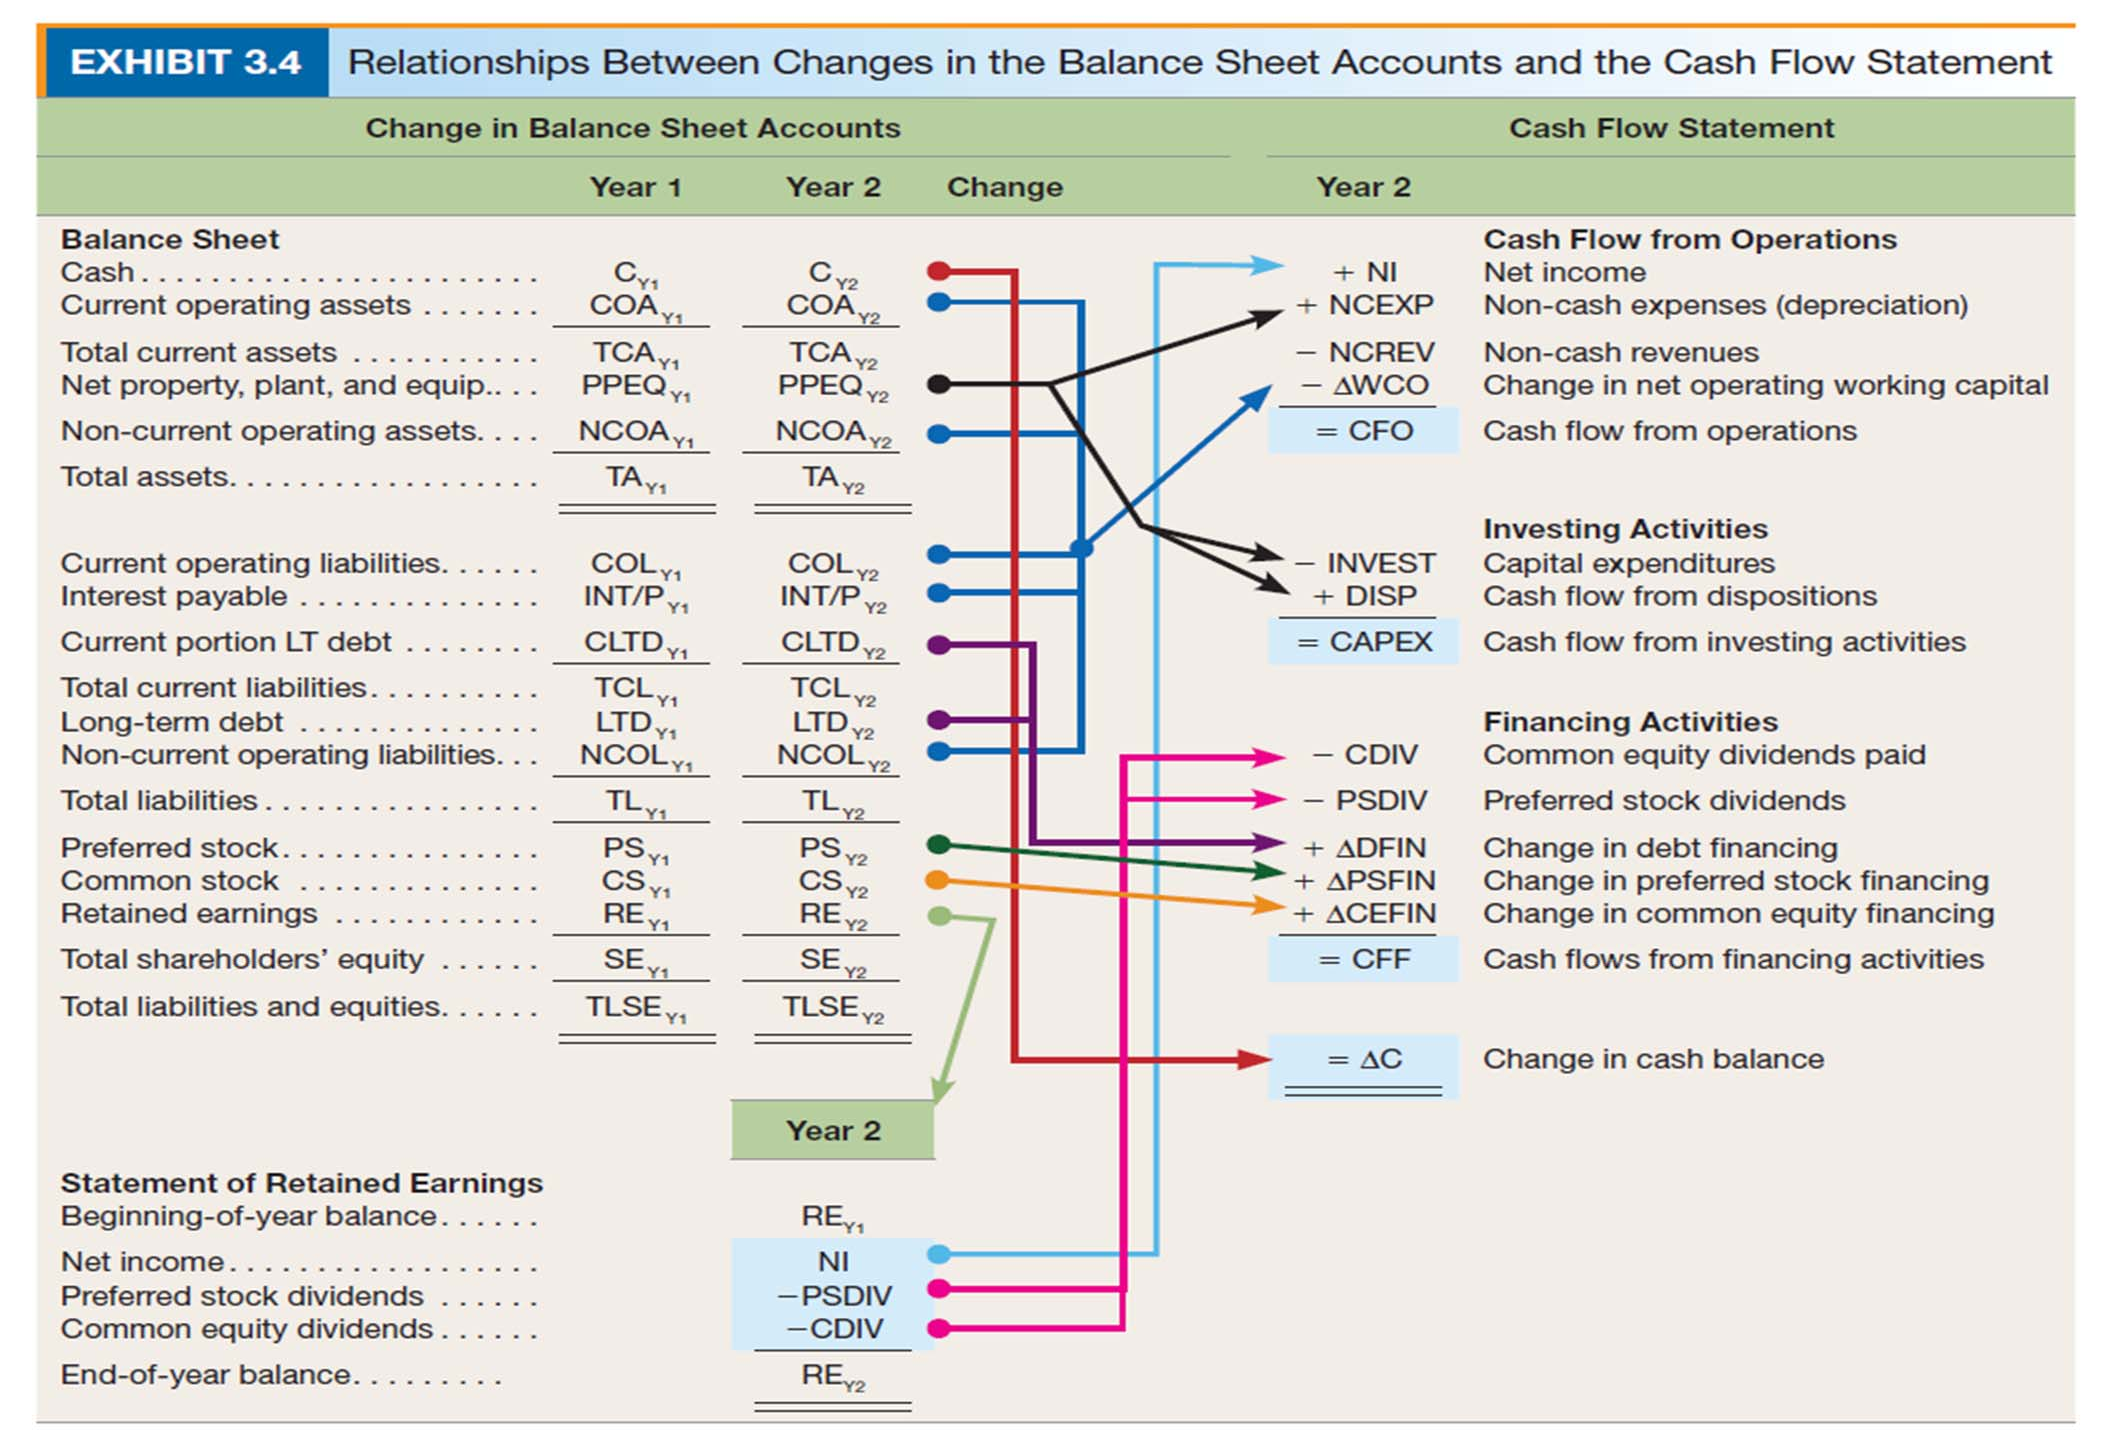 EXHIBIT 3.4 Relationships Between Changes in the Balance Sheet Accounts and the Cash Flow Statement
Change in Balance Sheet Accounts Cash Flow Statement
Year 1 Year 2 Change Year 2
Balance Sheet Cash Flow from Operations
Cash......................... C Y1 C Y2 + NI Net income
Current operating assets ....... COA Y1 COA Y2 + NCEXP Non-cash expenses (depreciation)
Total current assets ........... TCA Y1 TCA Y2 − NCREV Non-cash revenues
Net property, plant, and equip.... PPEQ Y1 PPEQ Y2 − ΔWCO Change in net operating working capital
Non-current operating assets.... NCOA Y1 NCOA Y2 = CFO Cash flow from operations
Total assets.................. TA Y1 TA Y2
Investing Activities
Current operating liabilities...... COL Y1 COL Y2 − INVEST Capital expenditures
Interest payable .............. INT/P Y1 INT/P Y2 + DISP Cash flow from dispositions
Current portion LT debt ........ CLTD Y1 CLTD Y2 = CAPEX Cash flow from investing activities
Total current liabilities.......... TCL Y1 TCL Y2
Long-term debt .............. LTD Y1 LTD Y2 Financing Activities
Non-current operating liabilities... NCOL Y1 NCOL Y2 − CDIV Common equity dividends paid
Total liabilities................. TL Y1 TL Y2 − PSDIV Preferred stock dividends
Preferred stock................ PS Y1 PS Y2 + ΔDFIN Change in debt financing
Common stock .............. CS Y1 CS Y2 + ΔPSFIN Change in preferred stock financing
Retained earnings ............ RE Y1 RE Y2 + ΔCEFIN Change in common equity financing
Total shareholders' equity ...... SE Y1 SE Y2 = CFF Cash flows from financing activities
Total liabilities and equities...... TLSE Y1 TLSE Y2
= ΔC Change in cash balance
Year 2
Statement of Retained Earnings
Beginning-of-year balance...... RE Y1
Net income.................. NI
Preferred stock dividends ...... −PSDIV
Common equity dividends...... −CDIV
End-of-year balance......... RE Y2